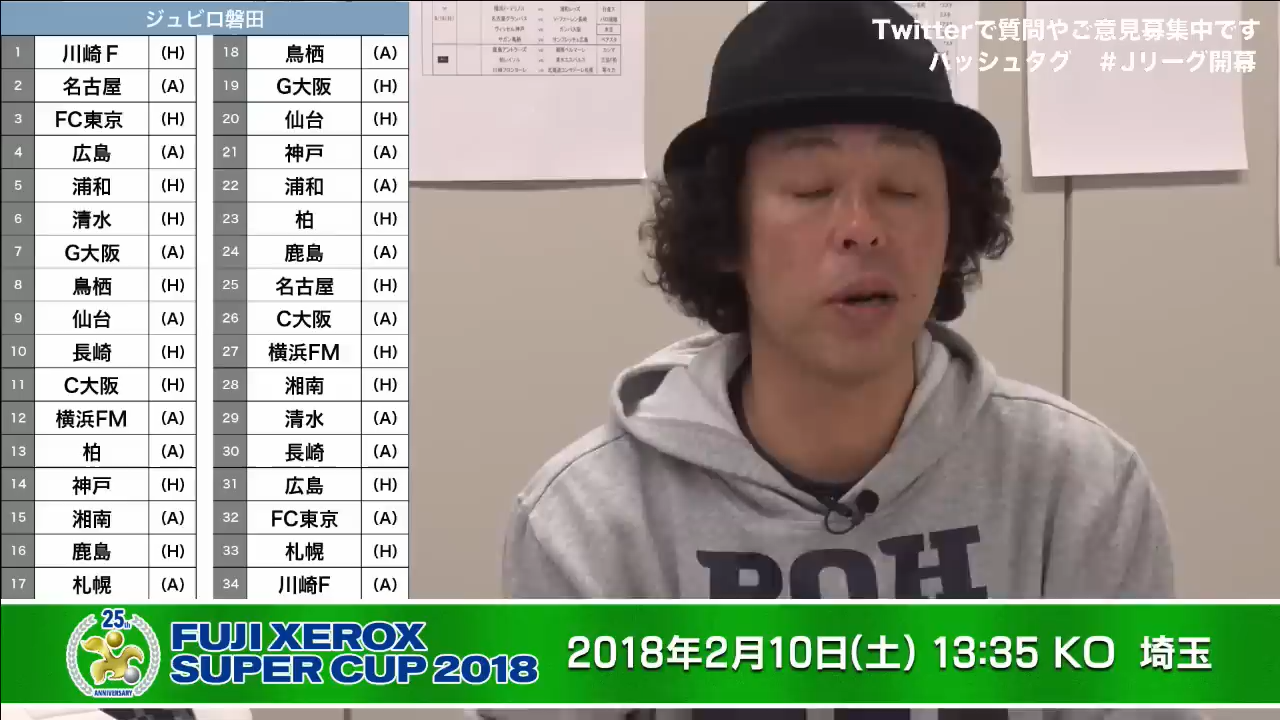 ジュビロ磐田
1 川崎F (H) 18 鳥栖 (A)
2 名古屋 (A) 19 G大阪 (H)
3 FC東京 (H) 20 仙台 (H)
4 広島 (A) 21 神戸 (A)
5 浦和 (H) 22 浦和 (A)
6 清水 (H) 23 柏 (H)
7 G大阪 (A) 24 鹿島 (A)
8 鳥栖 (H) 25 名古屋 (H)
9 仙台 (A) 26 C大阪 (A)
10 長崎 (H) 27 横浜FM (H)
11 C大阪 (H) 28 湘南 (H)
12 横浜FM (A) 29 清水 (A)
13 柏 (A) 30 長崎 (A)
14 神戸 (H) 31 広島 (H)
15 湘南 (A) 32 FC東京 (A)
16 鹿島 (H) 33 札幌 (H)
17 札幌 (A) 34 川崎F (A)
Twitterで質問やご意見募集中です
ハッシュタグ #Jリーグ開幕
POH
25th
ANNIVERSARY
FUJI XEROX
SUPER CUP 2018
2018年2月10日(土) 13:35 KO 埼玉